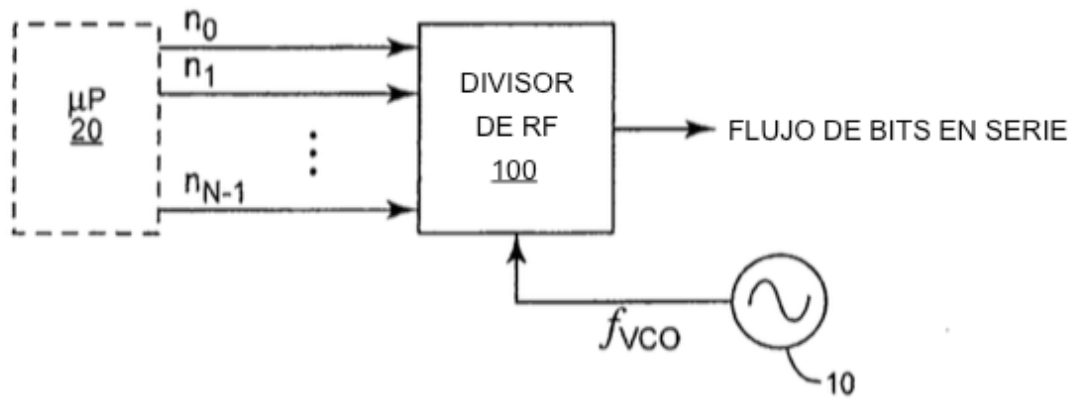 n0
n1
µP
20
nN-1
DIVISOR
DE RF
100
FLUJO DE BITS EN SERIE
fVCO
10